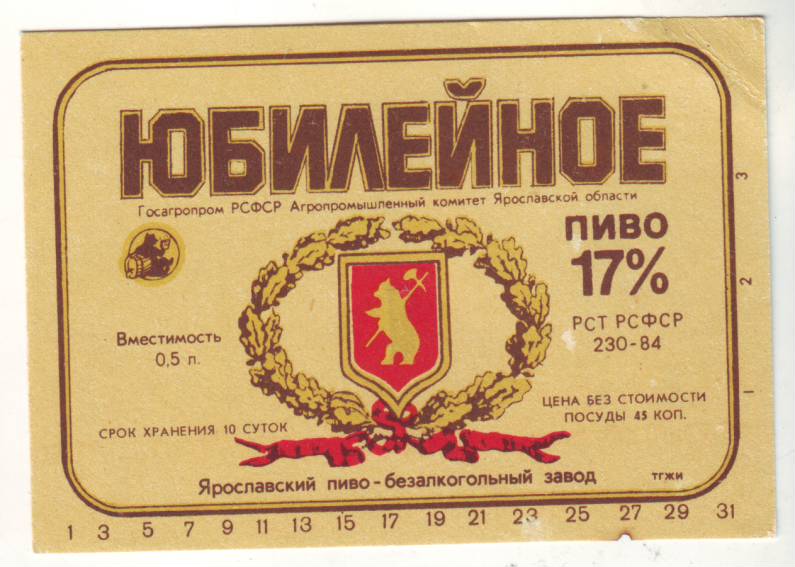 ЮБИЛЕЙНОЕ
Госагропром РСФСР Агропромышленный комитет Ярославской области
ПИВО
17%
РСТ РСФСР
230-84
Вместимость
0,5 л.
ЦЕНА БЕЗ СТОИМОСТИ
ПОСУДЫ 45 КОП.
СРОК ХРАНЕНИЯ 10 СУТОК
Ярославский пиво-безалкогольный завод
ТГЖИ
1 3 5 7 9 11 13 15 17 19 21 23 25 27 29 31
1 2 3